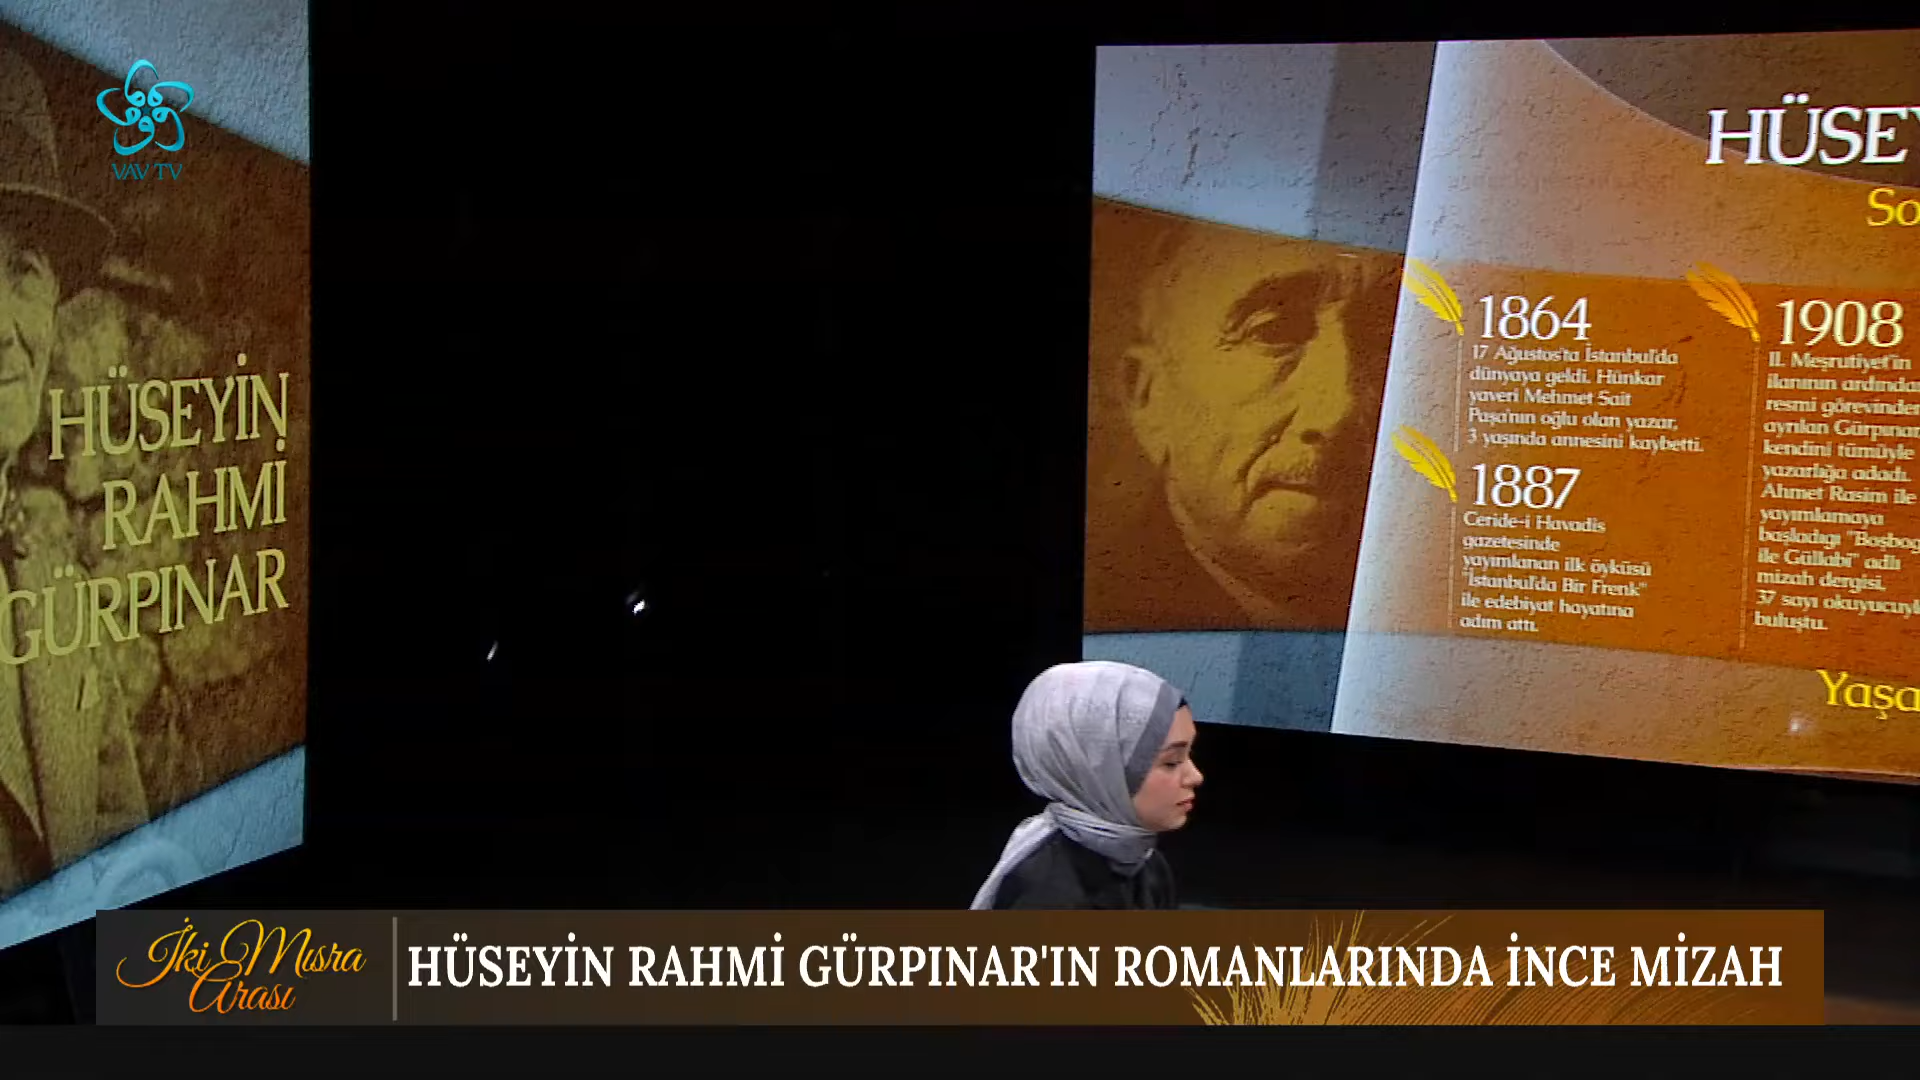 VAV TV
HÜSEYİN
RAHMİ
GÜRPINAR
HÜSEY
So
1864
17 Ağustos'ta İstanbul'da
dünyaya geldi. Hünkar
yaveri Mehmet Sait
Paşa'nın oğlu olan yazar,
3 yaşında annesini kaybetti.
1887
Ceride-i Havadis
gazetesinde
yayımlanan ilk öyküsü
"İstanbul'da Bir Frenk"
ile edebiyat hayatına
adım attı.
1908
II. Meşrutiyet'in
ilanının ardından
resmi görevinden
ayrılan Gürpınar,
kendini tümüyle
yazarlığa adadı.
Ahmet Rasim ile
yayımlamaya
başladığı "Boşboğ
ile Güllabi" adlı
mizah dergisi,
37 sayı okuyucuyl
buluştu.
Yaşa
İki Mısra
Arası
HÜSEYİN RAHMİ GÜRPINAR'IN ROMANLARINDA İNCE MİZAH